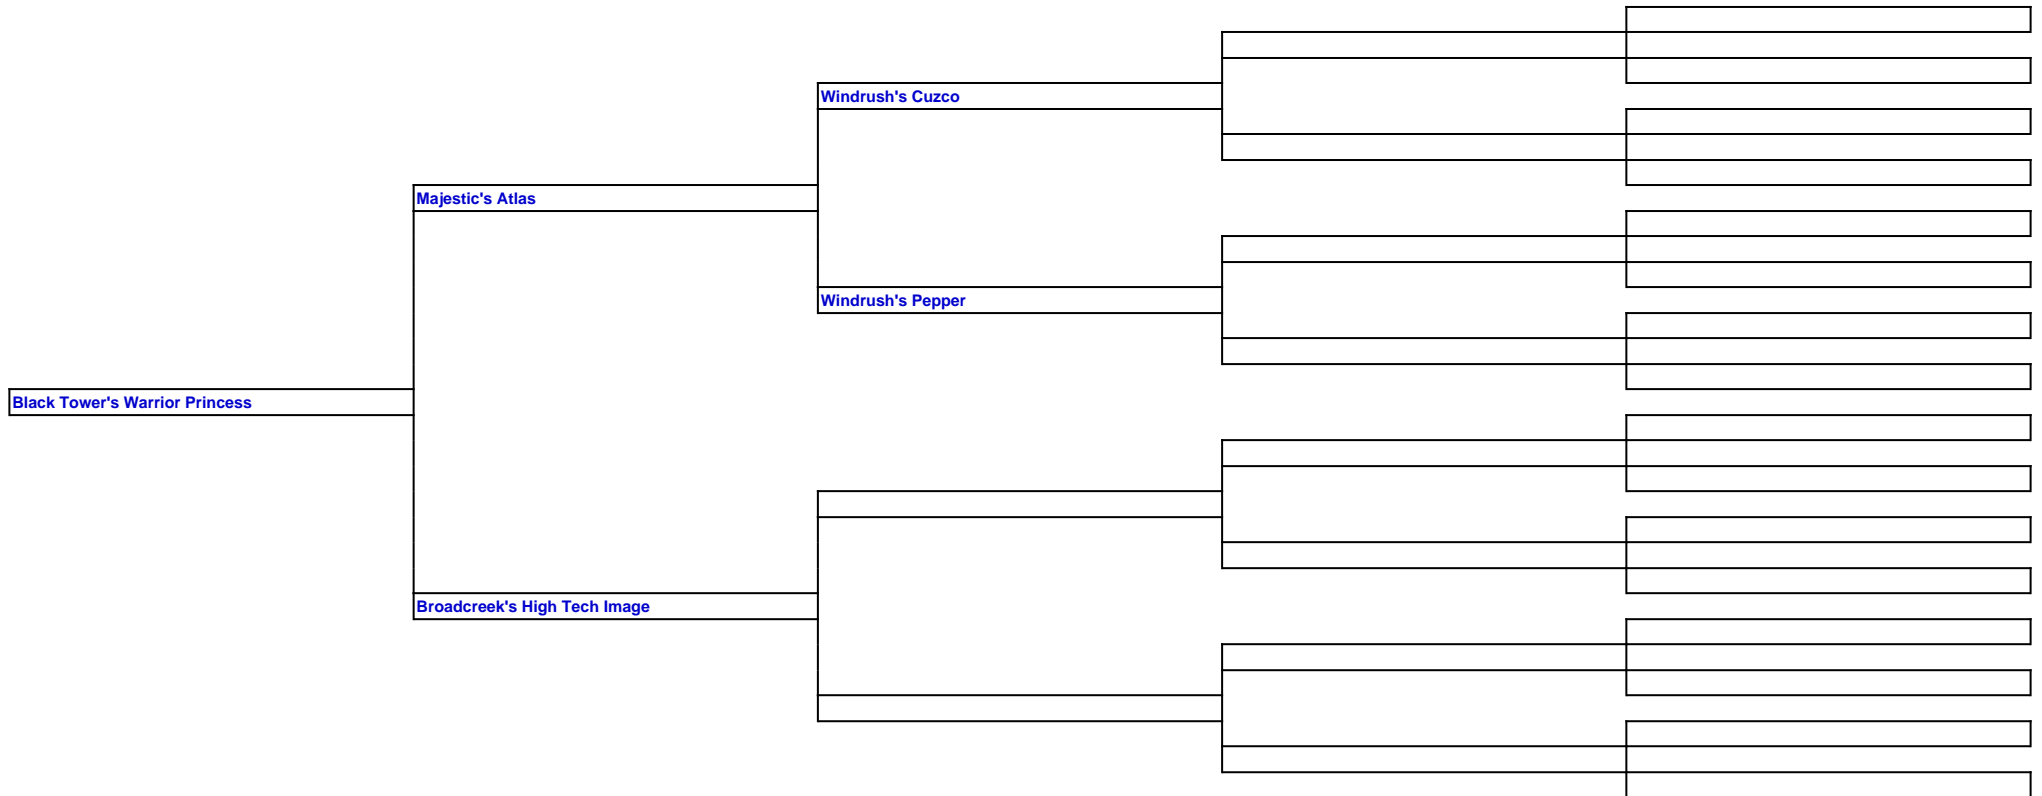 Windrush's Cuzco
Majestic's Atlas
Windrush's Pepper
Black Tower's Warrior Princess
Broadcreek's High Tech Image